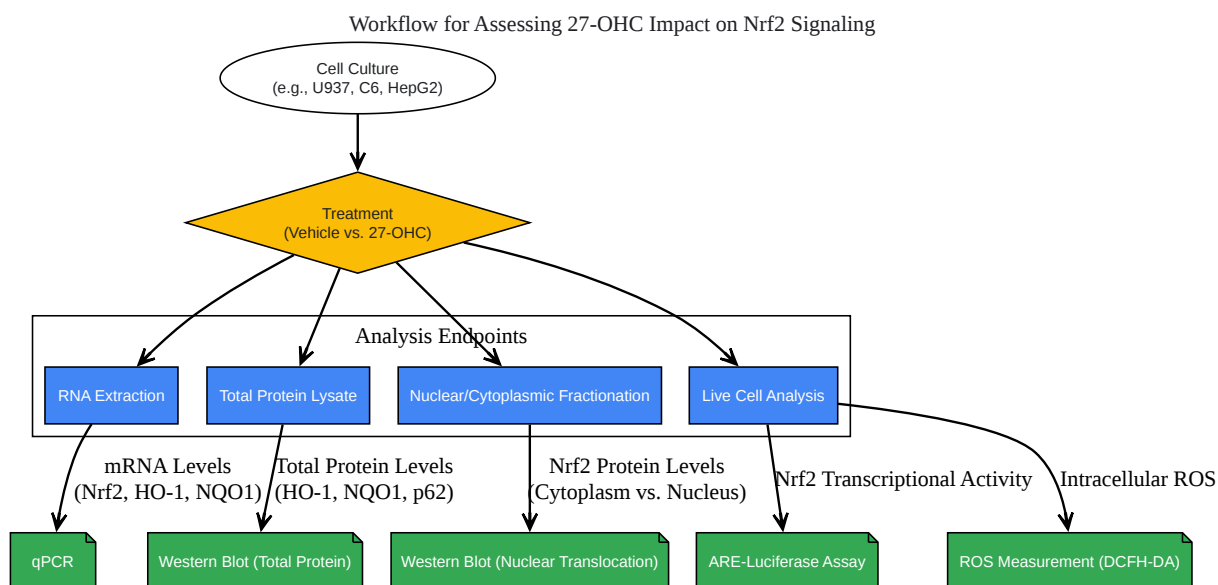 Workflow for Assessing 27-OHC Impact on Nrf2 Signaling
Cell Culture
(e.g., U937, C6, HepG2)
Treatment
(Vehicle vs. 27-OHC)
Analysis Endpoints
RNA Extraction
Total Protein Lysate
Nuclear/Cytoplasmic Fractionation
Live Cell Analysis
mRNA Levels
(Nrf2, HO-1, NQO1)
Total Protein Levels
(HO-1, NQO1, p62)
Nrf2 Protein Levels
(Cytoplasm vs. Nucleus)
Nrf2 Transcriptional Activity
Intracellular ROS
qPCR
Western Blot (Total Protein)
Western Blot (Nuclear Translocation)
ARE-Luciferase Assay
ROS Measurement (DCFH-DA)